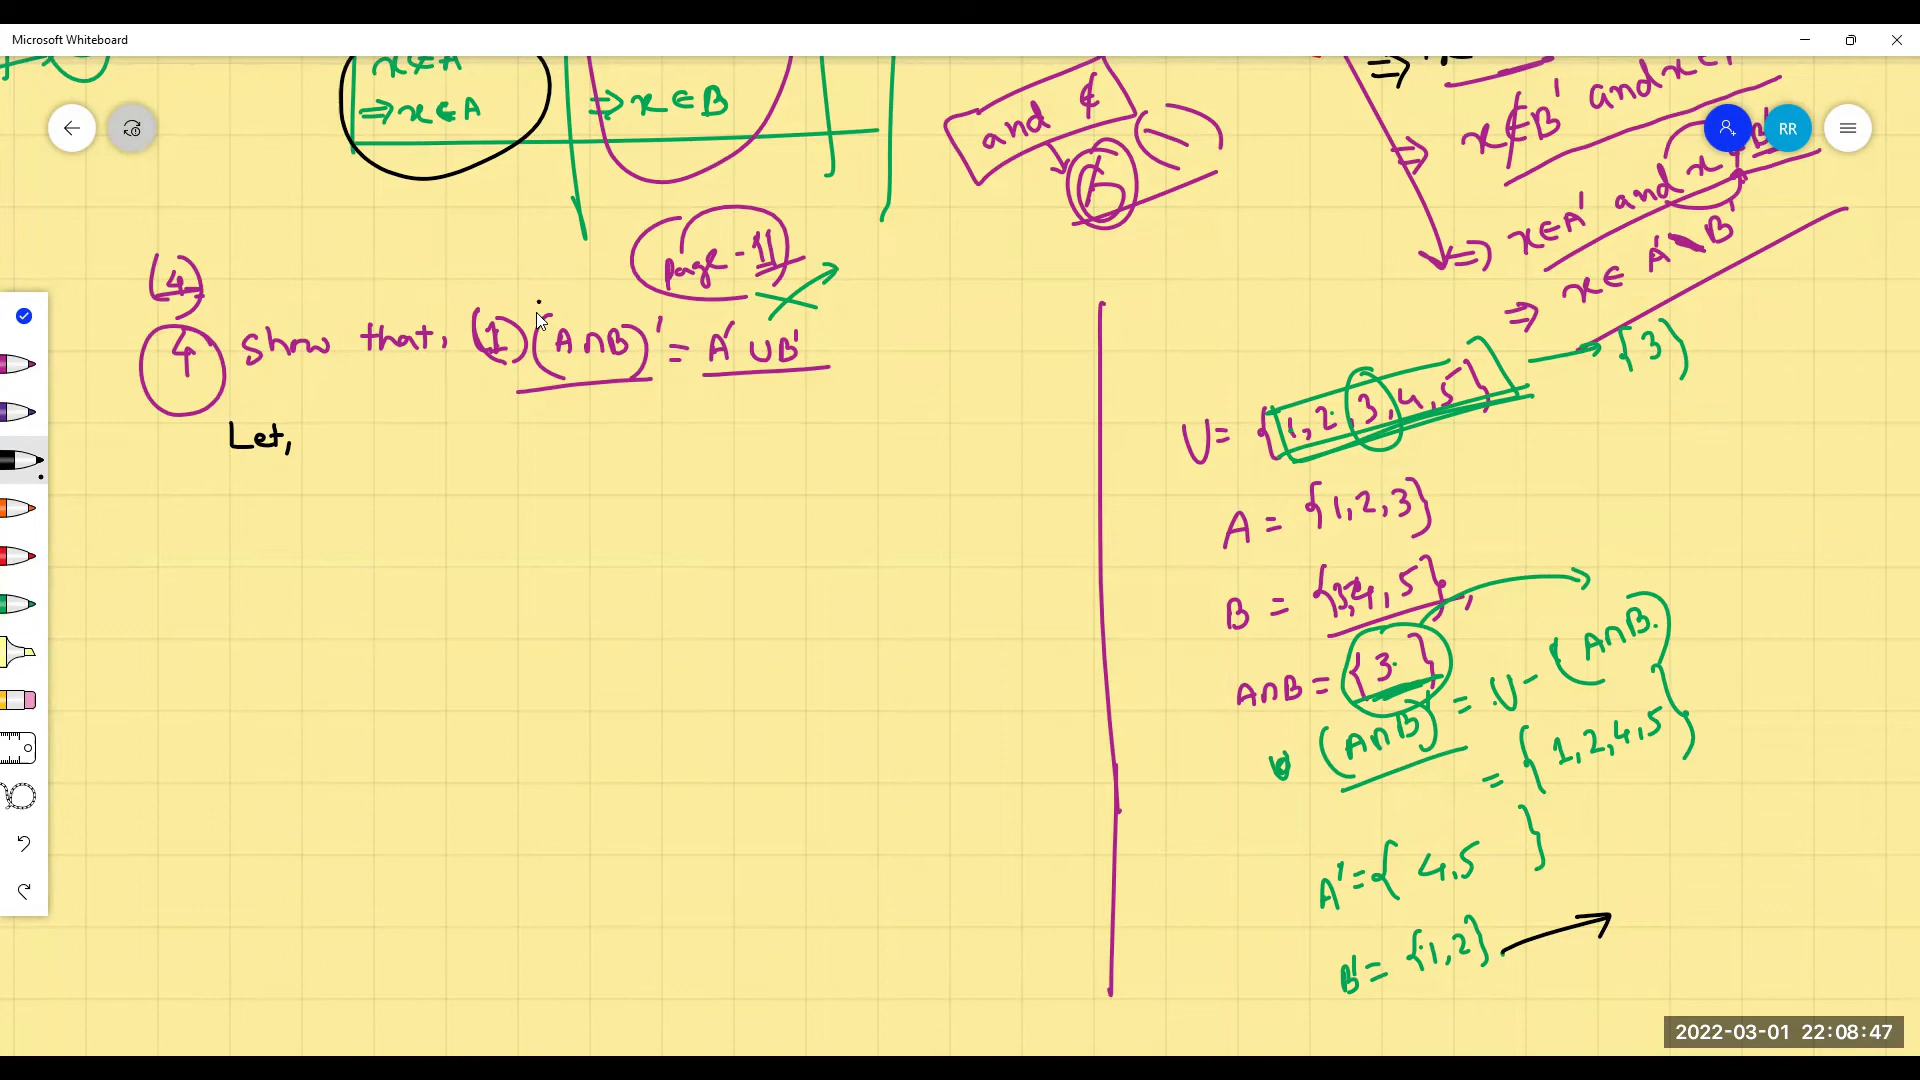 Microsoft Whiteboard
x∉A
⇒ x∈A
⇒ x∈B
and ∉
⇒
x∉B' and x∈
RR
⇒ x∈A' and x
⇒ x∈ A' \ B'
page - 11
(4)
4 show that, (1) (A∩B)' = A' ∪ B'
Let,
{3}
U = {1,2,3,4,5}
A = {1,2,3}
B = {3,4,5},
A∩B = {3}
(A∩B)' = U - (A∩B)
= {1,2,4,5}
A' = {4,5}
B' = {1,2}
2022-03-01 22:08:47